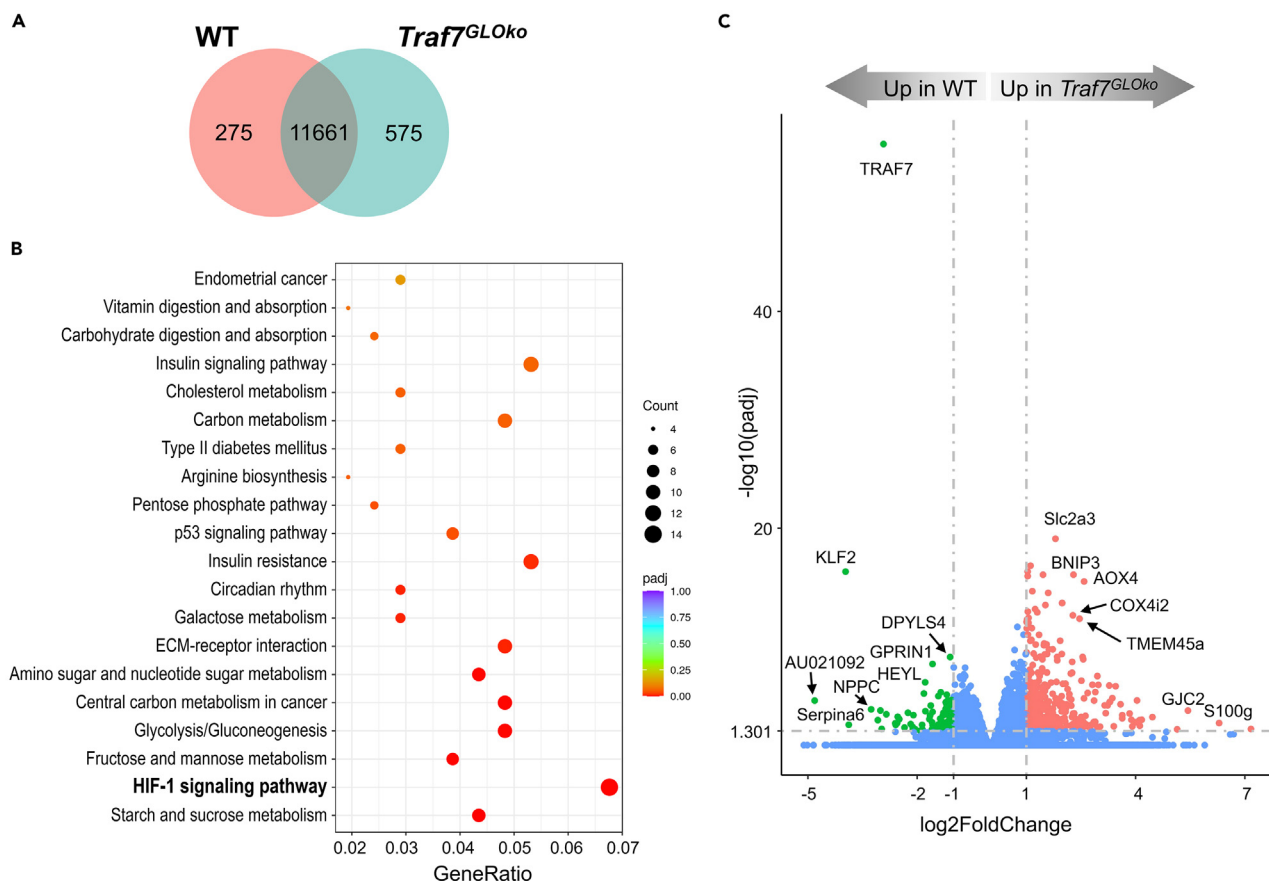 A
WT
Traf7GLOko
275
11661
575
B
Endometrial cancer
Vitamin digestion and absorption
Carbohydrate digestion and absorption
Insulin signaling pathway
Cholesterol metabolism
Carbon metabolism
Type II diabetes mellitus
Arginine biosynthesis
Pentose phosphate pathway
p53 signaling pathway
Insulin resistance
Circadian rhythm
Galactose metabolism
ECM-receptor interaction
Amino sugar and nucleotide sugar metabolism
Central carbon metabolism in cancer
Glycolysis/Gluconeogenesis
Fructose and mannose metabolism
HIF-1 signaling pathway
Starch and sucrose metabolism
0.02 0.03 0.04 0.05 0.06 0.07
GeneRatio
Count
4
6
8
10
12
14
padj
1.00
0.75
0.50
0.25
0.00
C
Up in WT
Up in Traf7GLOko
TRAF7
40
-log10(padj)
20
1.301
Slc2a3
KLF2
BNIP3
AOX4
COX4i2
TMEM45a
DPYLS4
GPRIN1
HEYL
AU021092
NPPC
Serpina6
GJC2
S100g
-5 -2 -1 1 4 7
log2FoldChange